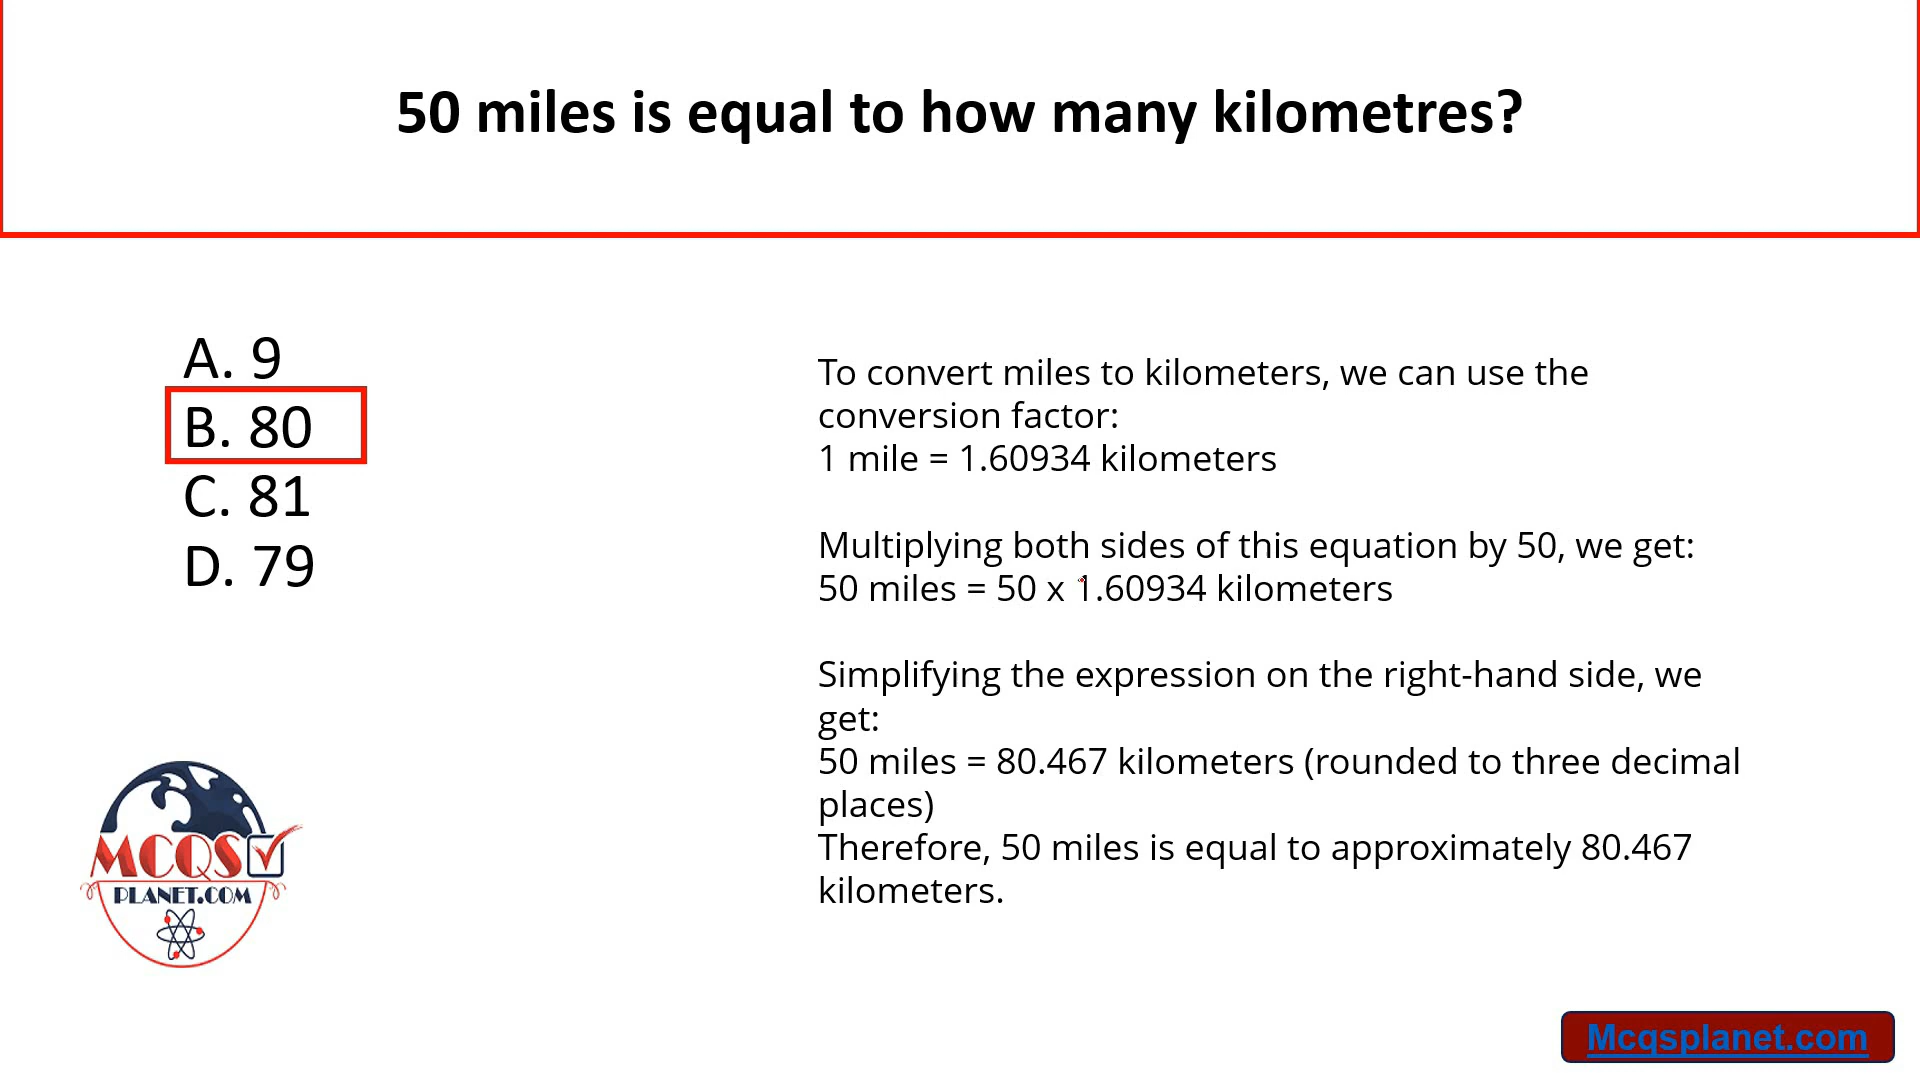 50 miles is equal to how many kilometres?
A. 9
B. 80
C. 81
D. 79
To convert miles to kilometers, we can use the
conversion factor:
1 mile = 1.60934 kilometers
Multiplying both sides of this equation by 50, we get:
50 miles = 50 x 1.60934 kilometers
Simplifying the expression on the right-hand side, we
get:
50 miles = 80.467 kilometers (rounded to three decimal
places)
Therefore, 50 miles is equal to approximately 80.467
kilometers.
MCQS
PLANET.COM
Mcqsplanet.com